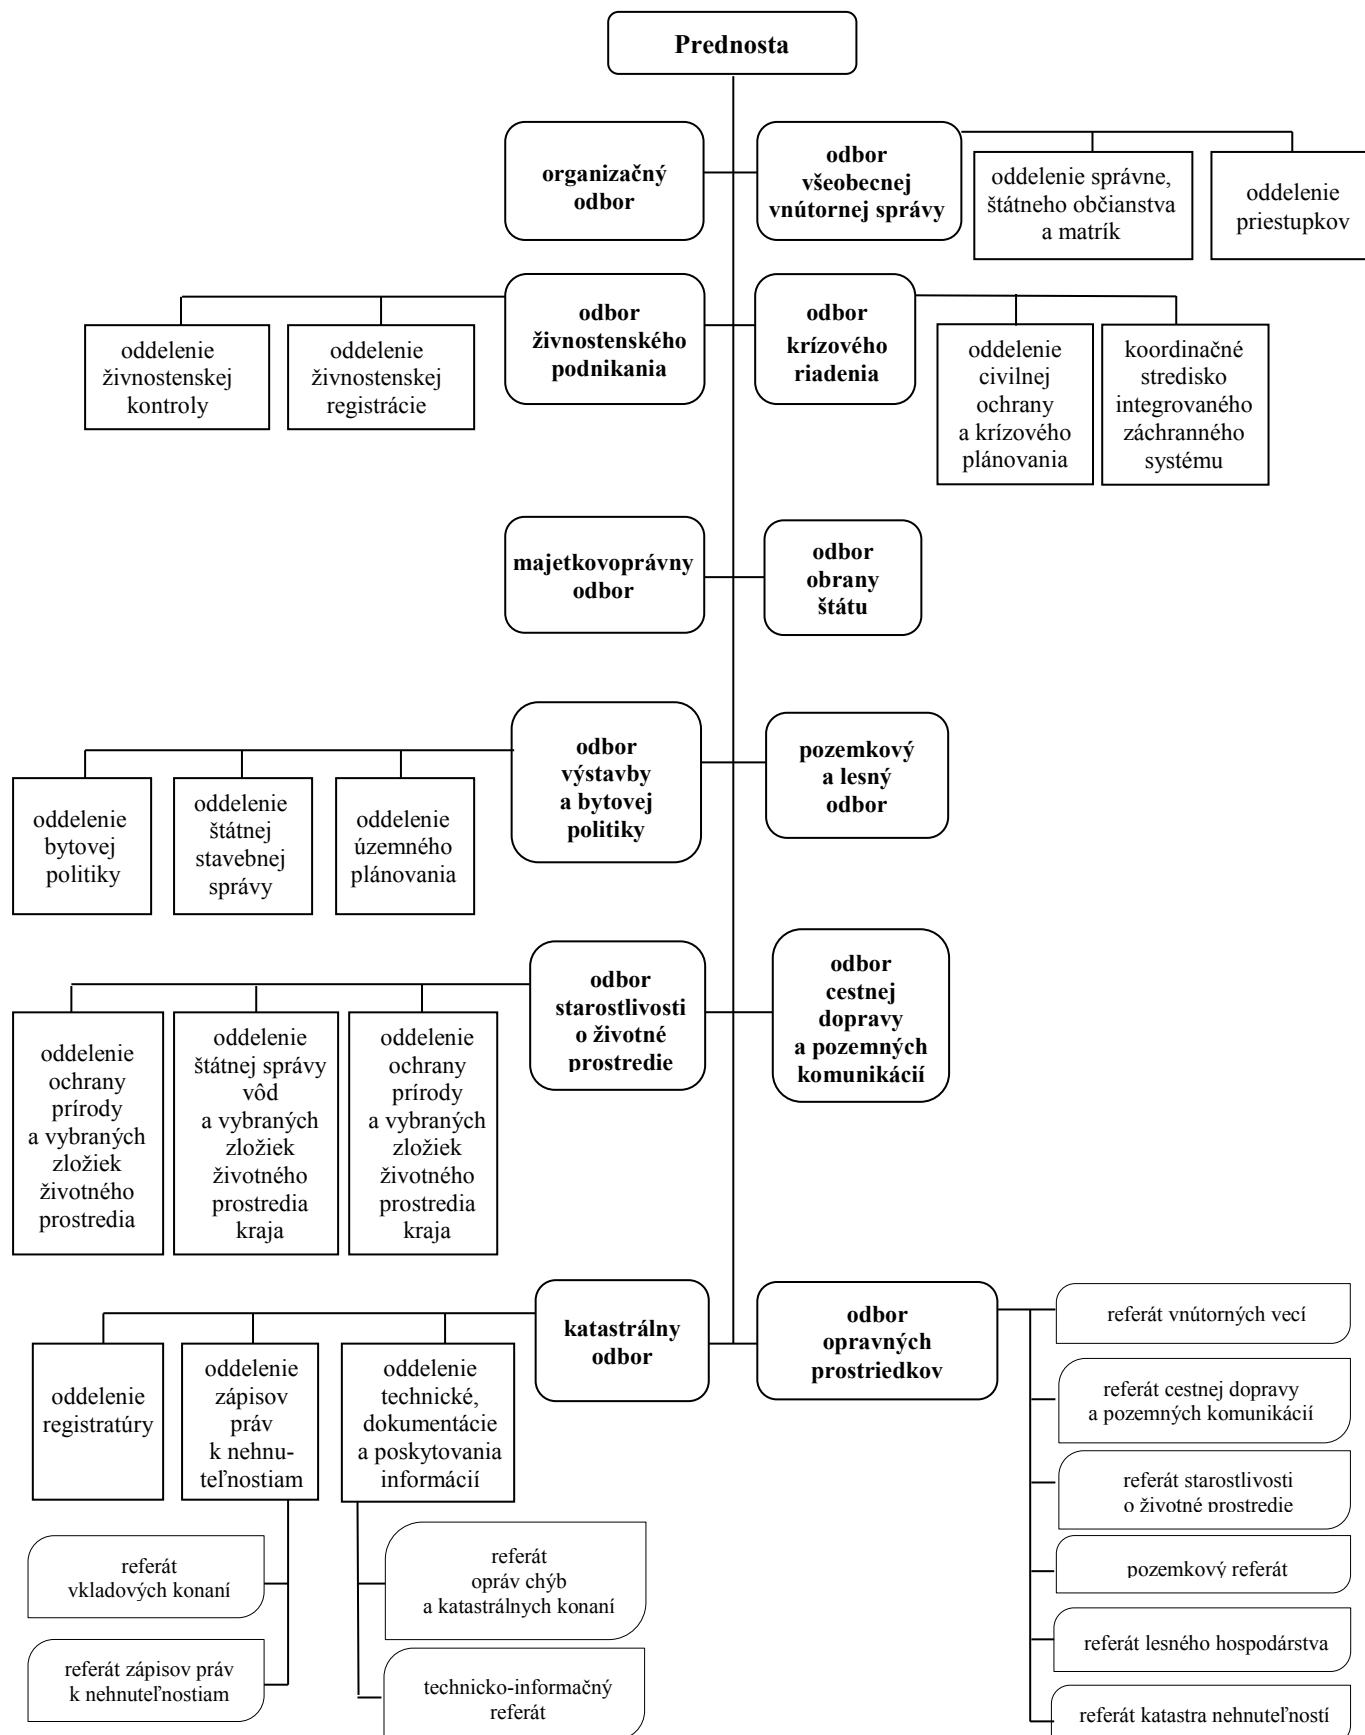 Prednosta
organizačný
odbor
odbor
všeobecnej
vnútornej správy
oddelenie správne,
štátneho občianstva
a matrík
oddelenie
priestupkov
oddelenie
živnostenskej
kontroly
oddelenie
živnostenskej
registrácie
odbor
živnostenského
podnikania
odbor
krízového
riadenia
oddelenie
civilnej
ochrany
a krízového
plánovania
koordinačné
stredisko
integrovaného
záchranného
systému
majetkovoprávny
odbor
odbor
obrany
štátu
oddelenie
bytovej
politiky
oddelenie
štátnej
stavebnej
správy
oddelenie
územného
plánovania
odbor
výstavby
a bytovej
politiky
pozemkový
a lesný
odbor
oddelenie
ochrany
prírody
a vybraných
zložiek
životného
prostredia
oddelenie
štátnej správy
vôd
a vybraných
zložiek
životného
prostredia
kraja
oddelenie
ochrany
prírody
a vybraných
zložiek
životného
prostredia
kraja
odbor
starostlivosti
o životné
prostredie
odbor
cestnej
dopravy
a pozemných
komunikácií
oddelenie
registratúry
oddelenie
zápisov
práv
k nehnu-
teľnostiam
oddelenie
technické,
dokumentácie
a poskytovania
informácií
katastrálny
odbor
odbor
opravných
prostriedkov
referát vnútorných vecí
referát cestnej dopravy
a pozemných komunikácií
referát starostlivosti
o životné prostredie
pozemkový referát
referát lesného hospodárstva
referát katastra nehnuteľností
referát
vkladových konaní
referát zápisov práv
k nehnuteľnostiam
referát
opráv chýb
a katastrálnych konaní
technicko-informačný
referát